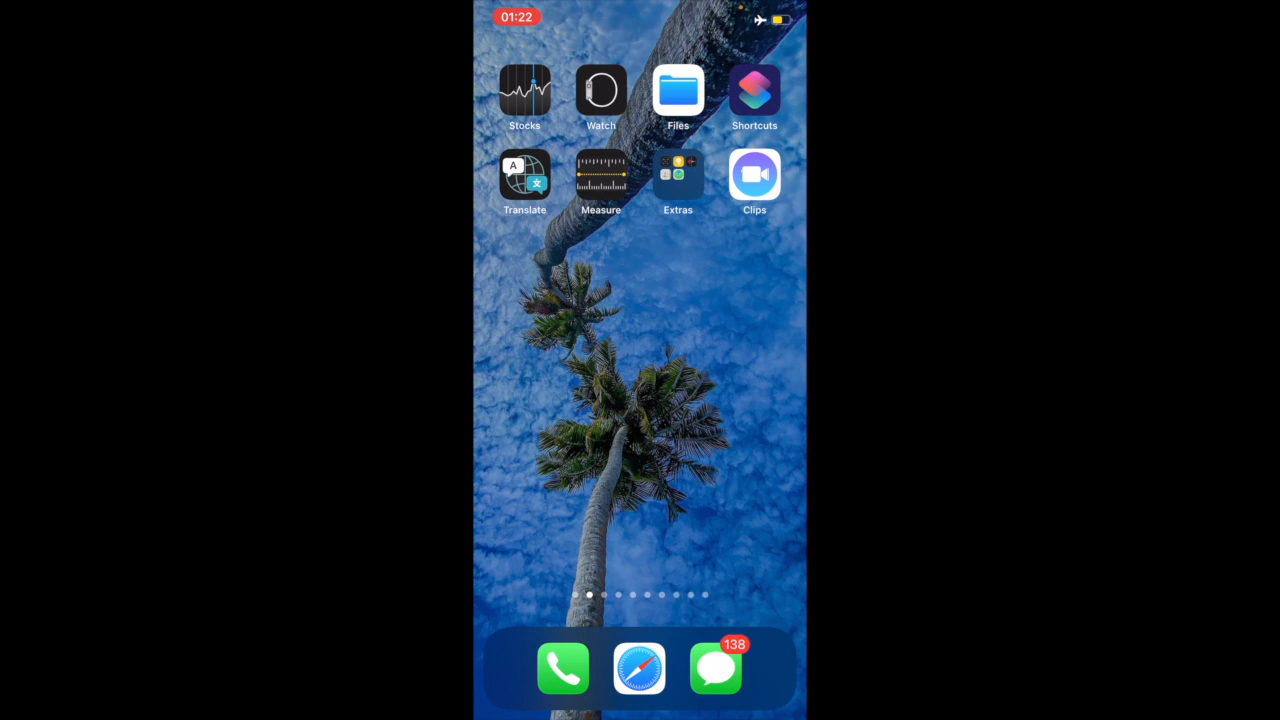 01:22
Stocks Watch Files Shortcuts
A
文
Translate Measure Extras Clips
138